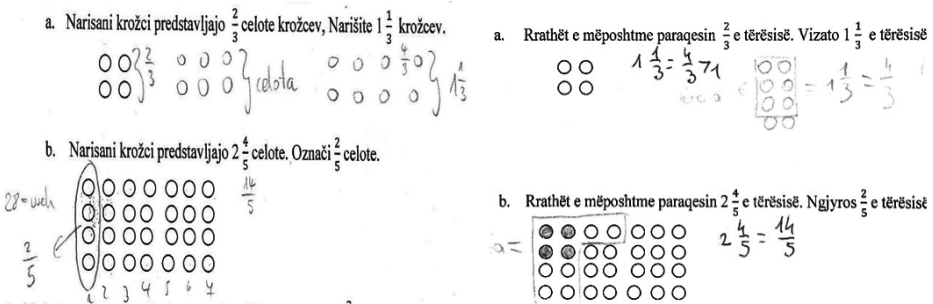 a. Narisani krožci predstavljajo 2/3 celote krožcev, Narišite 1 1/3 krožcev.
2/3 celota 4/3 1 1/3
b. Narisani krožci predstavljajo 2 4/5 celote. Označi 2/5 celote.
14/5
28 = vseh
2/5
1 2 3 4 5 6 7
a. Rrathët e mëposhtme paraqesin 2/3 e tërësisë. Vizato 1 1/3 e tërësisë
1 1/3 = 4/3 > 1
= 1 1/3 = 4/3
b. Rrathët e mëposhtme paraqesin 2 4/5 e tërësisë. Ngjyros 2/5 e tërësisë
a =
2 4/5 = 14/5